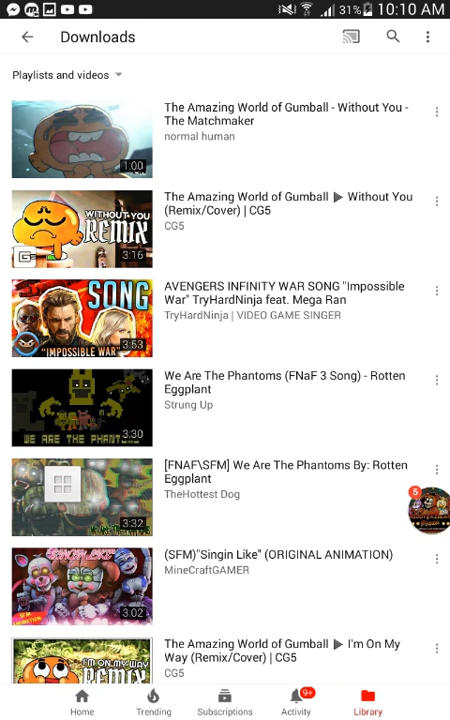 31% 10:10 AM
Downloads
Playlists and videos
The Amazing World of Gumball - Without You -
The Matchmaker
normal human
1:00
The Amazing World of Gumball ▶ Without You
(Remix/Cover) | CG5
CG5
WITHOUT YOU
REMIX
G
3:16
AVENGERS INFINITY WAR SONG "Impossible
War" TryHardNinja feat. Mega Ran
TryHardNinja | VIDEO GAME SINGER
SONG
"IMPOSSIBLE WAR"
3:53
We Are The Phantoms (FNaF 3 Song) - Rotten
Eggplant
Strung Up
WE ARE THE PHANTOMS
3:30
[FNAF\SFM] We Are The Phantoms By: Rotten
Eggplant
TheHottest Dog
3:32
5
(SFM)"Singin Like" (ORIGINAL ANIMATION)
MineCraftGAMER
SINGIN LIKE
SFM
ANIMATION
3:02
The Amazing World of Gumball ▶ I'm On My
Way (Remix/Cover) | CG5
CG5
I'M ON MY WAY
REMIX
9+
Home Trending Subscriptions Activity Library